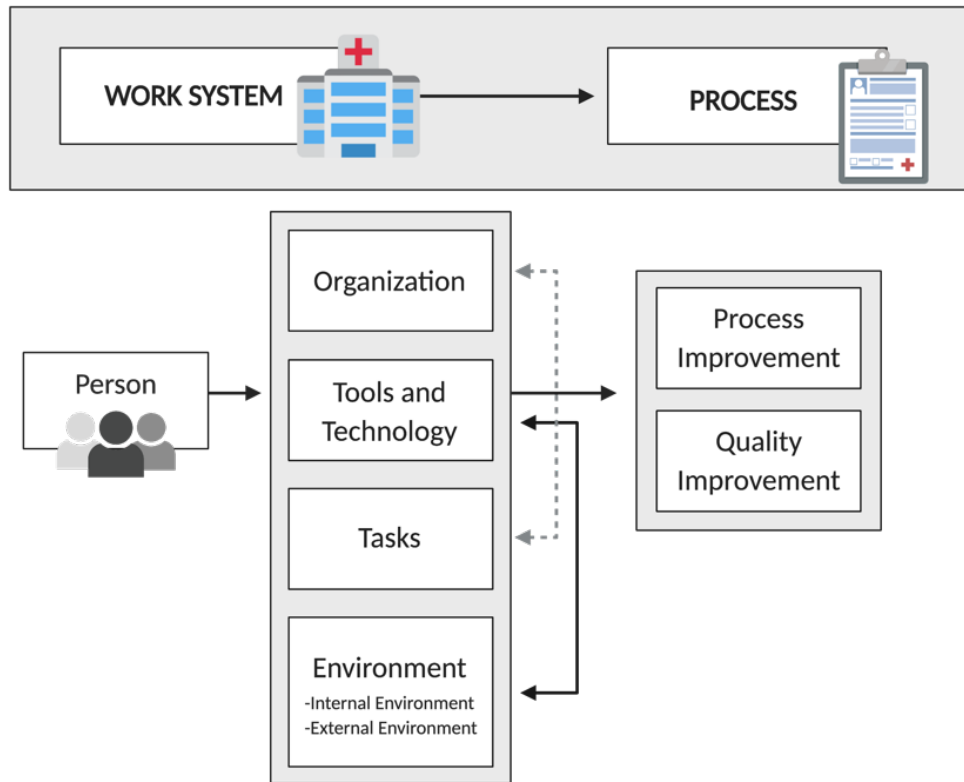 WORK SYSTEM
PROCESS
Organization
Person
Tools and
Technology
Tasks
Environment
-Internal Environment
-External Environment
Process
Improvement
Quality
Improvement